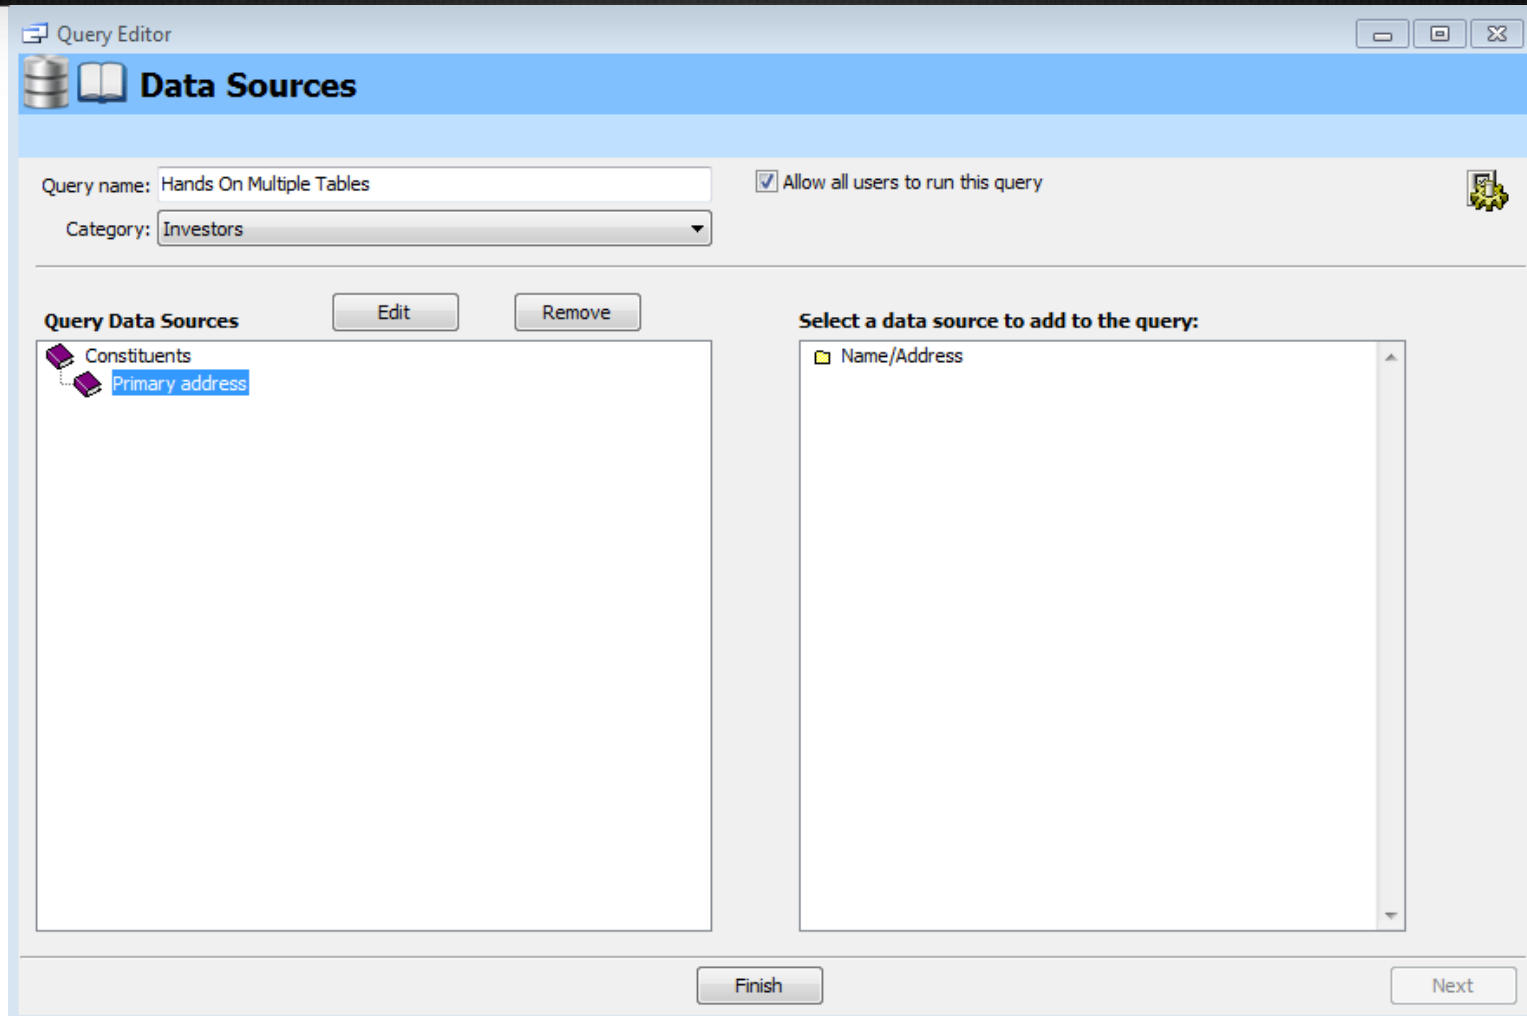 Query Editor
Data Sources
Query name: Hands On Multiple Tables
Allow all users to run this query
Category: Investors
Query Data Sources
Edit
Remove
Select a data source to add to the query:
Constituents
Primary address
Name/Address
Finish
Next